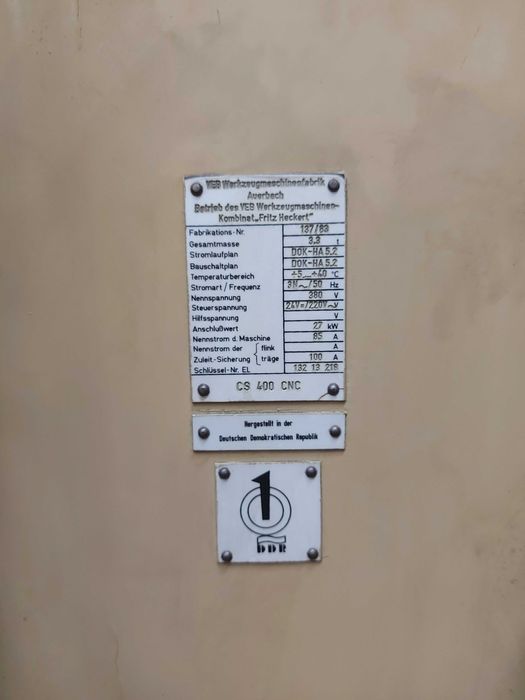 VEB Werkzeugmaschinenfabrik
Auerbach
Betrieb des VEB Werkzeugmaschinen-
Kombinat „Fritz Heckert"
Fabrikations-Nr. 137/83
Gesamtmasse 3,3 t
Stromlaufplan DOK-HA 5.2
Bauschaltplan DOK-HA 5.2
Temperaturbereich +5...+40 °C
Stromart / Frequenz 3N~/50 Hz
Nennspannung 380 V
Steuerspannung 24V=/220V~V
Hilfsspannung V
Anschlußwert 27 kW
Nennstrom d. Maschine 85 A
Nennstrom der flink A
Zuleit.-Sicherung träge 100 A
Schlüssel-Nr. EL 132 13 218
CS 400 CNC
Hergestellt in der
Deutschen Demokratischen Republik
1
Q
DDR